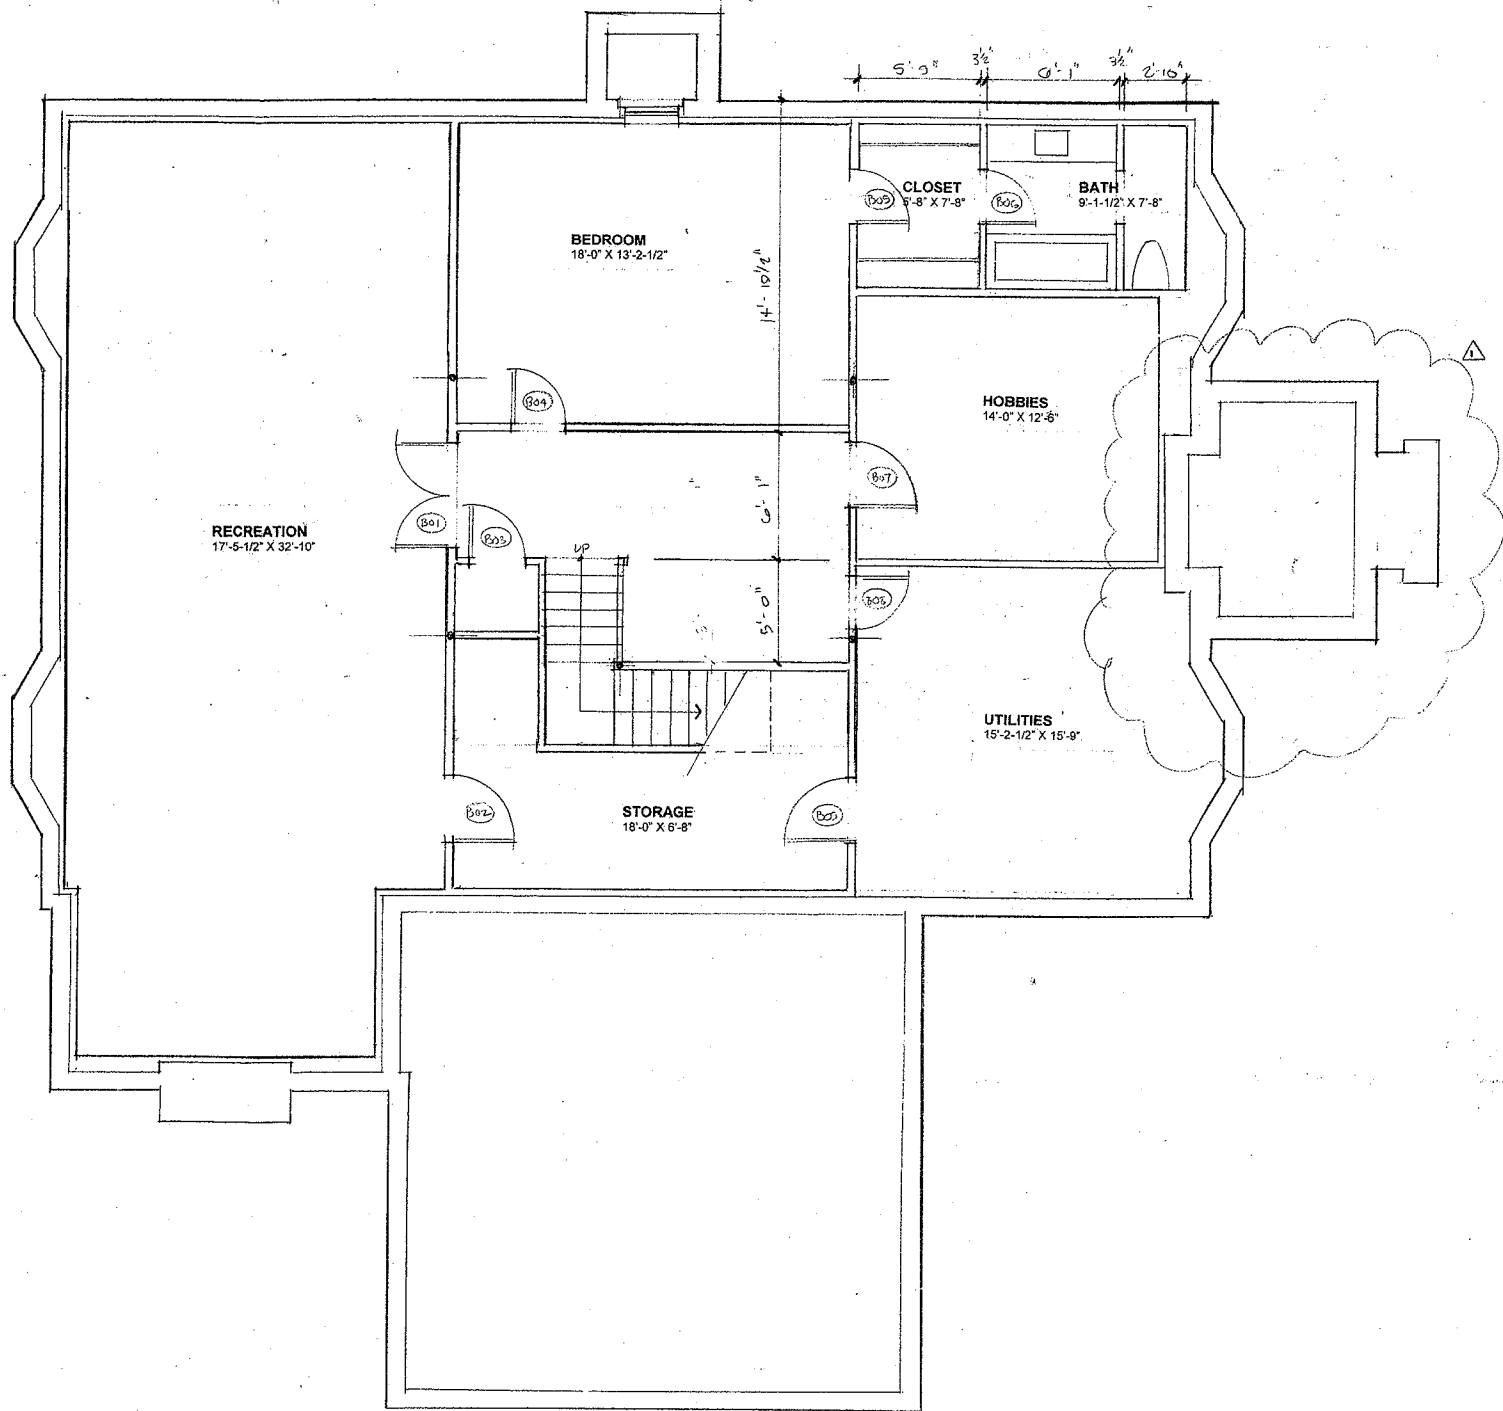 5'-9" 3½" 6'-1" 3½" 2'-10"
CLOSET
5'-8" X 7'-8"
BATH
9'-1-1/2" X 7'-8"
B05
B06
BEDROOM
18'-0" X 13'-2-1/2"
14'-10½"
1
B04
HOBBIES
14'-0" X 12'-6"
B07
6'-1"
RECREATION
17'-5-1/2" X 32'-10"
B01
B03
UP
5'-0"
UTILITIES
15'-2-1/2" X 15'-9"
B02
STORAGE
18'-0" X 6'-8"